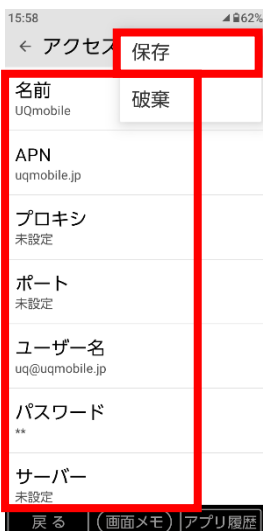 15:58
62%
← アクセス
保存
破棄
名前
UQmobile
APN
uqmobile.jp
プロキシ
未設定
ポート
未設定
ユーザー名
uq@uqmobile.jp
パスワード
**
サーバー
未設定
戻る (画面メモ) アプリ履歴